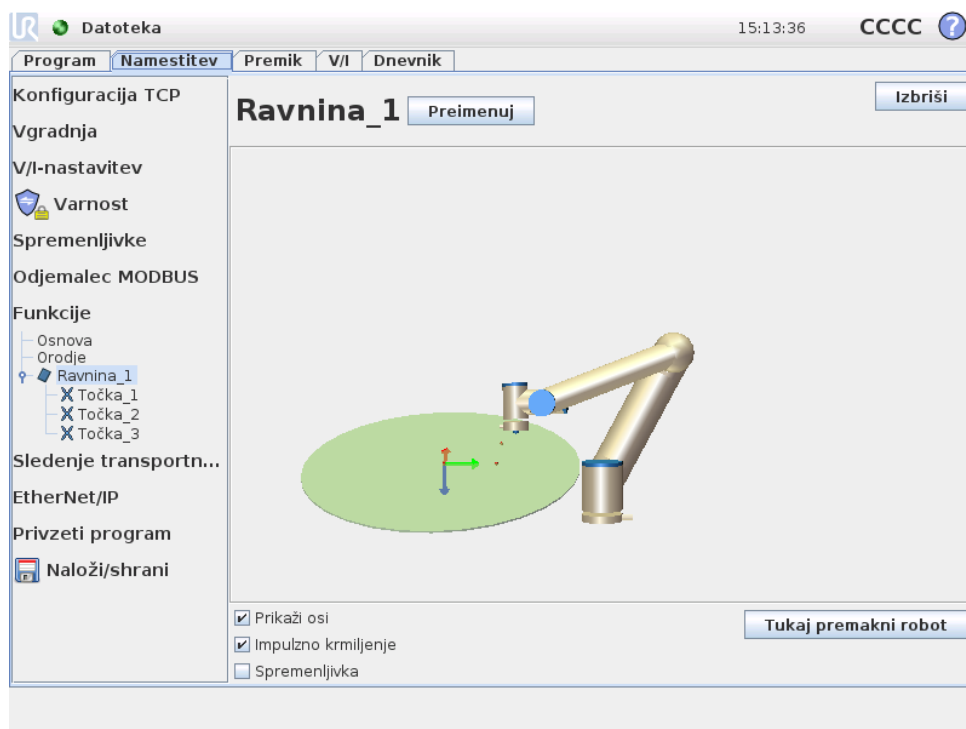 UR Datoteka 15:13:36 CCCC ?
Program Namestitev Premik V/I Dnevnik
Konfiguracija TCP
Vgradnja
V/I-nastavitev
Varnost
Spremenljivke
Odjemalec MODBUS
Funkcije
Osnova
Orodje
Ravnina_1
Točka_1
Točka_2
Točka_3
Sledenje transportn...
EtherNet/IP
Privzeti program
Naloži/shrani
Ravnina_1 Preimenuj Izbriši
Prikaži osi
Impulzno krmiljenje
Spremenljivka
Tukaj premakni robot